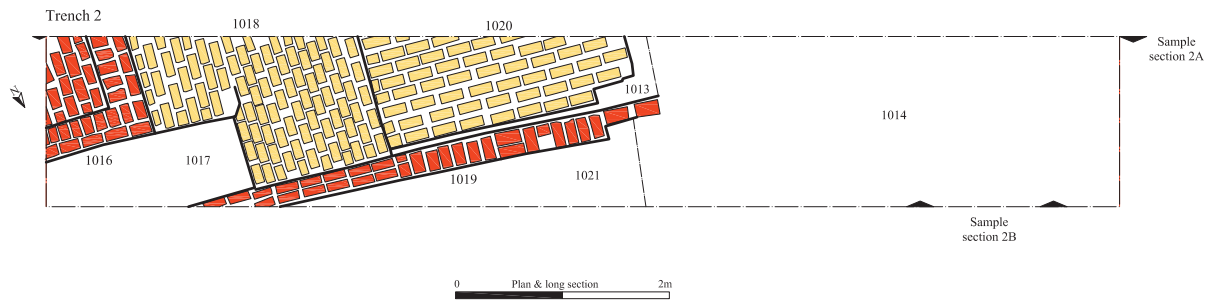 Trench 2
1018
1020
Sample
section 2A
N
1013
1014
1016
1017
1019
1021
Sample
section 2B
0
Plan & long section
2m